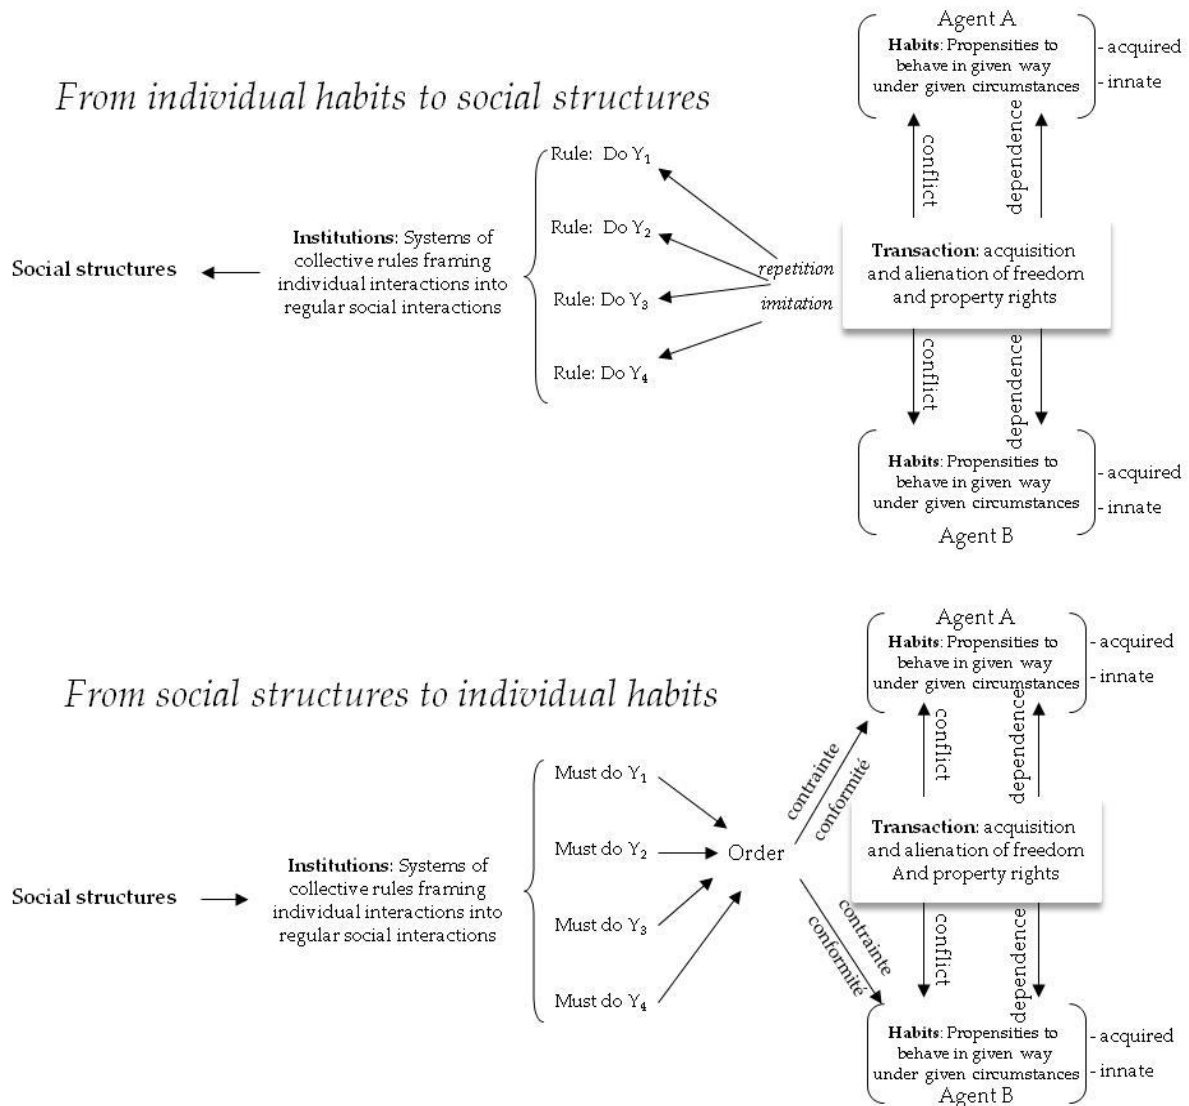 Agent A
Habits: Propensities to
behave in given way
under given circumstances
- acquired
- innate
From individual habits to social structures
conflict
dependence
Rule: Do Y₁
Rule: Do Y₂
Rule: Do Y₃
Rule: Do Y₄
Institutions: Systems of
collective rules framing
individual interactions into
regular social interactions
Social structures
repetition
imitation
Transaction: acquisition
and alienation of freedom
and property rights
conflict
dependence
Habits: Propensities to
behave in given way
under given circumstances
- acquired
- innate
Agent B
Agent A
Habits: Propensities to
behave in given way
under given circumstances
- acquired
- innate
From social structures to individual habits
conflict
dependence
contrainte
conformité
Must do Y₁
Must do Y₂
Must do Y₃
Must do Y₄
Order
Transaction: acquisition
and alienation of freedom
And property rights
Institutions: Systems of
collective rules framing
individual interactions into
regular social interactions
Social structures
contrainte
conformité
conflict
dependence
Habits: Propensities to
behave in given way
under given circumstances
- acquired
- innate
Agent B